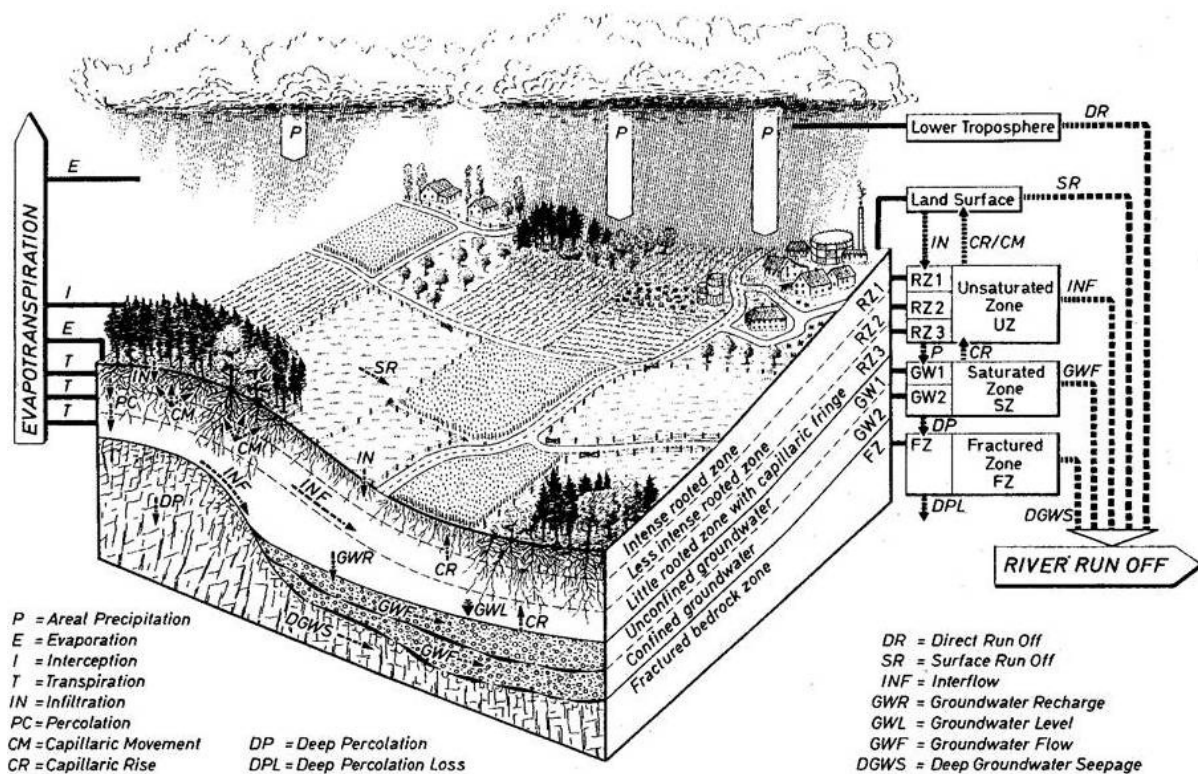 P
P
P
E
I
E
T
T
T
EVAPOTRANSPIRATION
Lower Troposphere
DR
Land Surface
SR
IN
CR/CM
RZ1
RZ2
RZ3
Unsaturated
Zone
UZ
INF
P
CR
GW1
GW2
Saturated
Zone
SZ
GWF
DP
FZ
Fractured
Zone
FZ
DPL
DGWS
RIVER RUN OFF
RZ1
RZ2
RZ3
GW1
GW2
FZ
Intense rooted zone
Less intense rooted zone
Little rooted zone with capillaric fringe
Unconfined groundwater
Confined groundwater
Fractured bedrock zone
SR
IN
PC
CM
CM
IN
INF
INF
DP
GWR
CR
GWL
CR
GWF
GWF
DGWS
P = Areal Precipitation
E = Evaporation
I = Interception
T = Transpiration
IN = Infiltration
PC = Percolation
CM = Capillaric Movement
CR = Capillaric Rise
DP = Deep Percolation
DPL = Deep Percolation Loss
DR = Direct Run Off
SR = Surface Run Off
INF = Interflow
GWR = Groundwater Recharge
GWL = Groundwater Level
GWF = Groundwater Flow
DGWS = Deep Groundwater Seepage